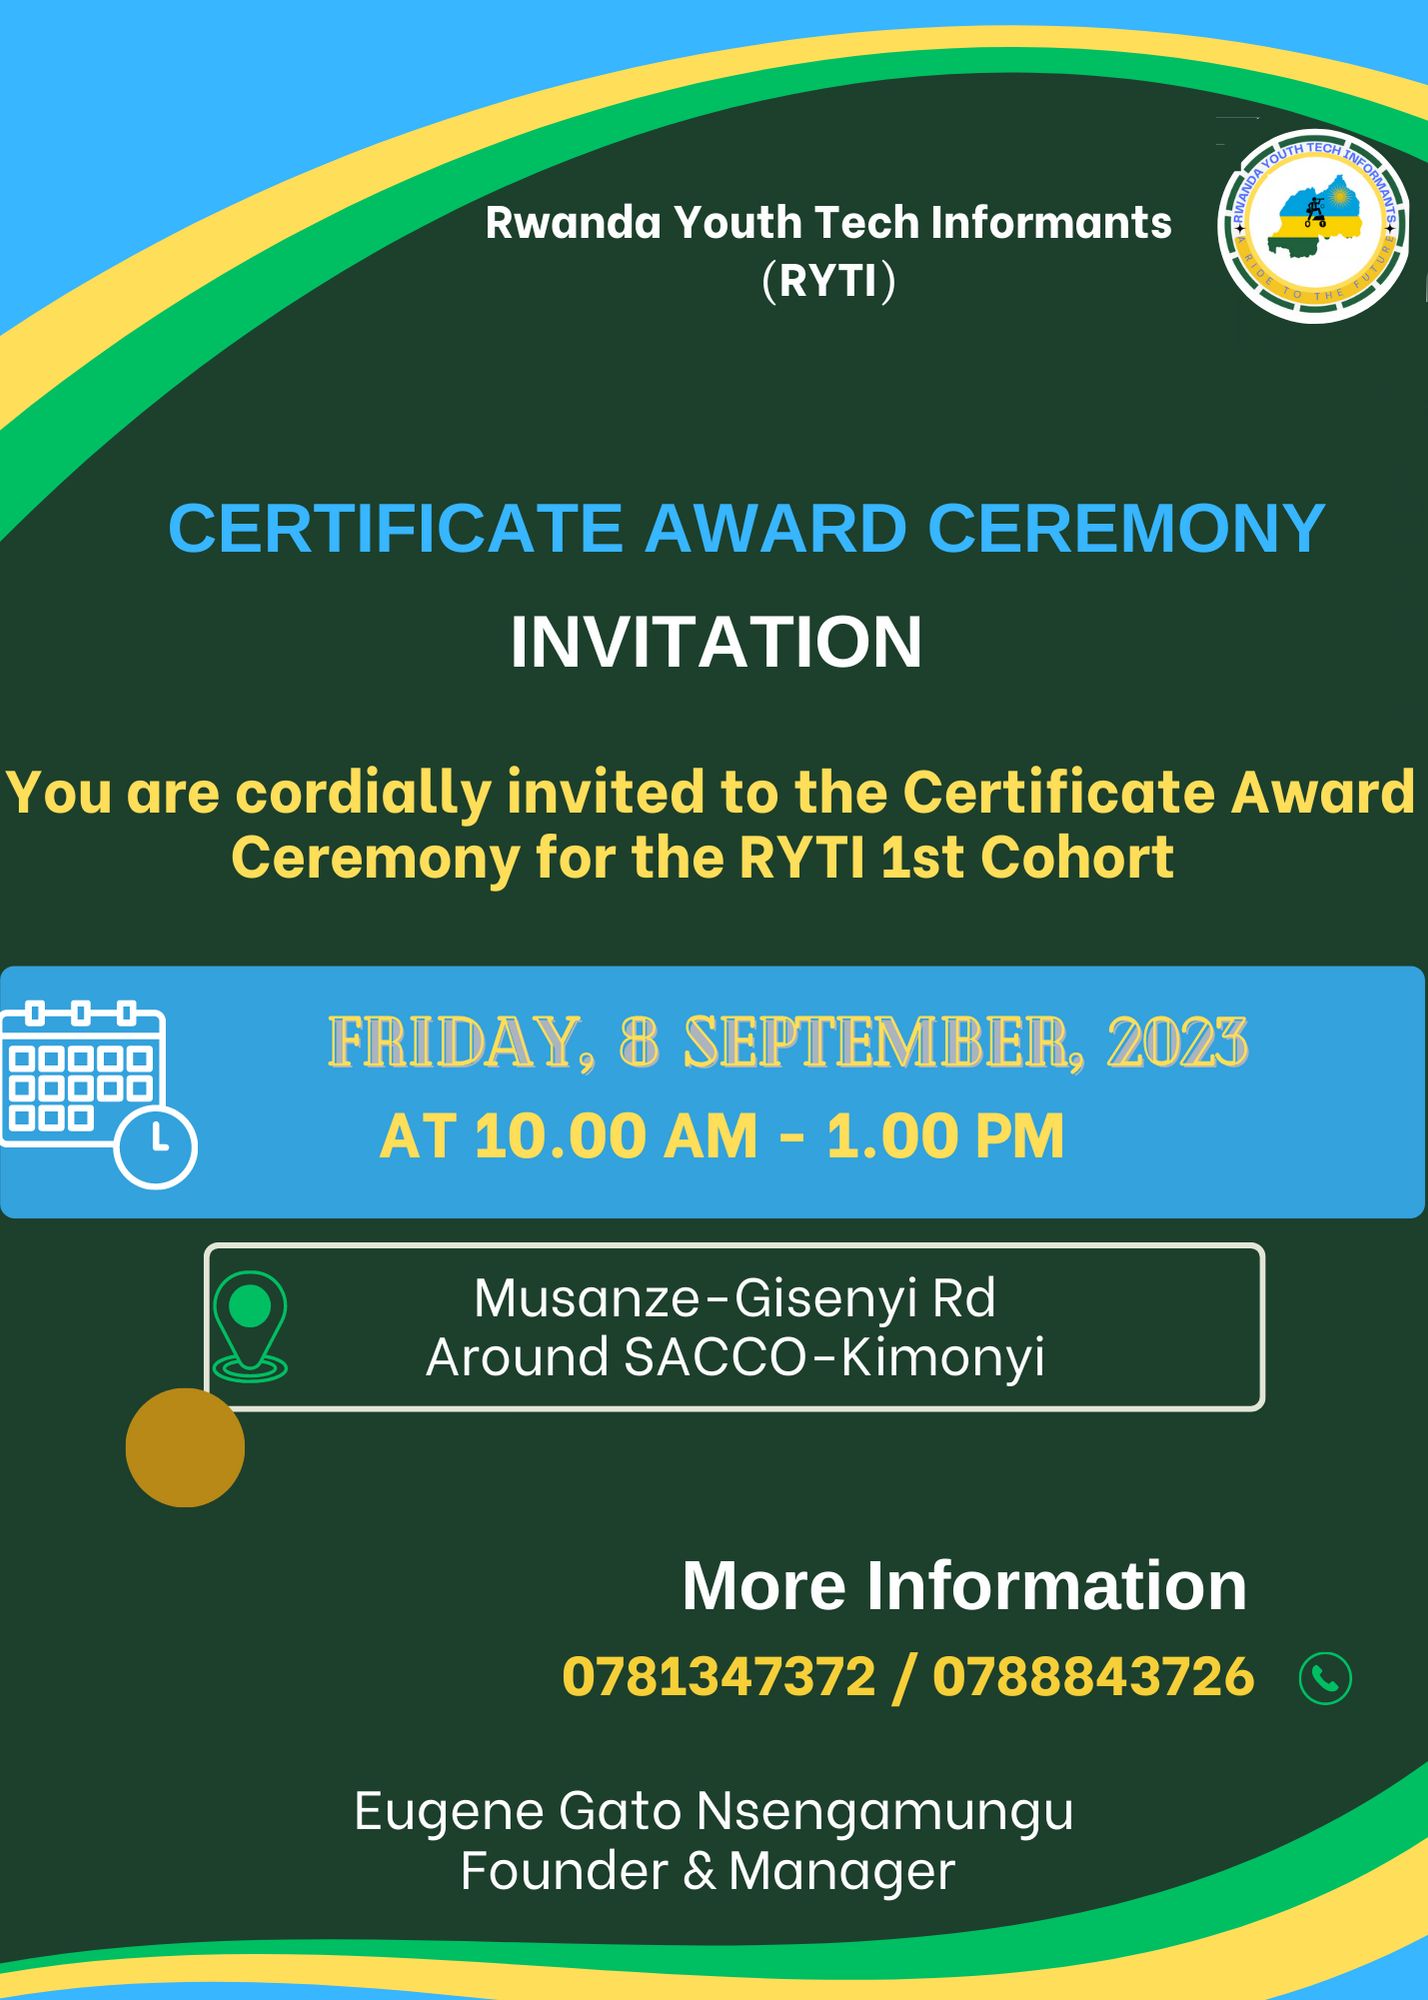 Rwanda Youth Tech Informants
(RYTI)
RWANDA YOUTH TECH INFORMANTS
A RIDE TO THE FUTURE
CERTIFICATE AWARD CEREMONY
INVITATION
You are cordially invited to the Certificate Award
Ceremony for the RYTI 1st Cohort
FRIDAY, 8 SEPTEMBER, 2023
AT 10.00 AM - 1.00 PM
Musanze-Gisenyi Rd
Around SACCO-Kimonyi
More Information
0781347372 / 0788843726
Eugene Gato Nsengamungu
Founder & Manager